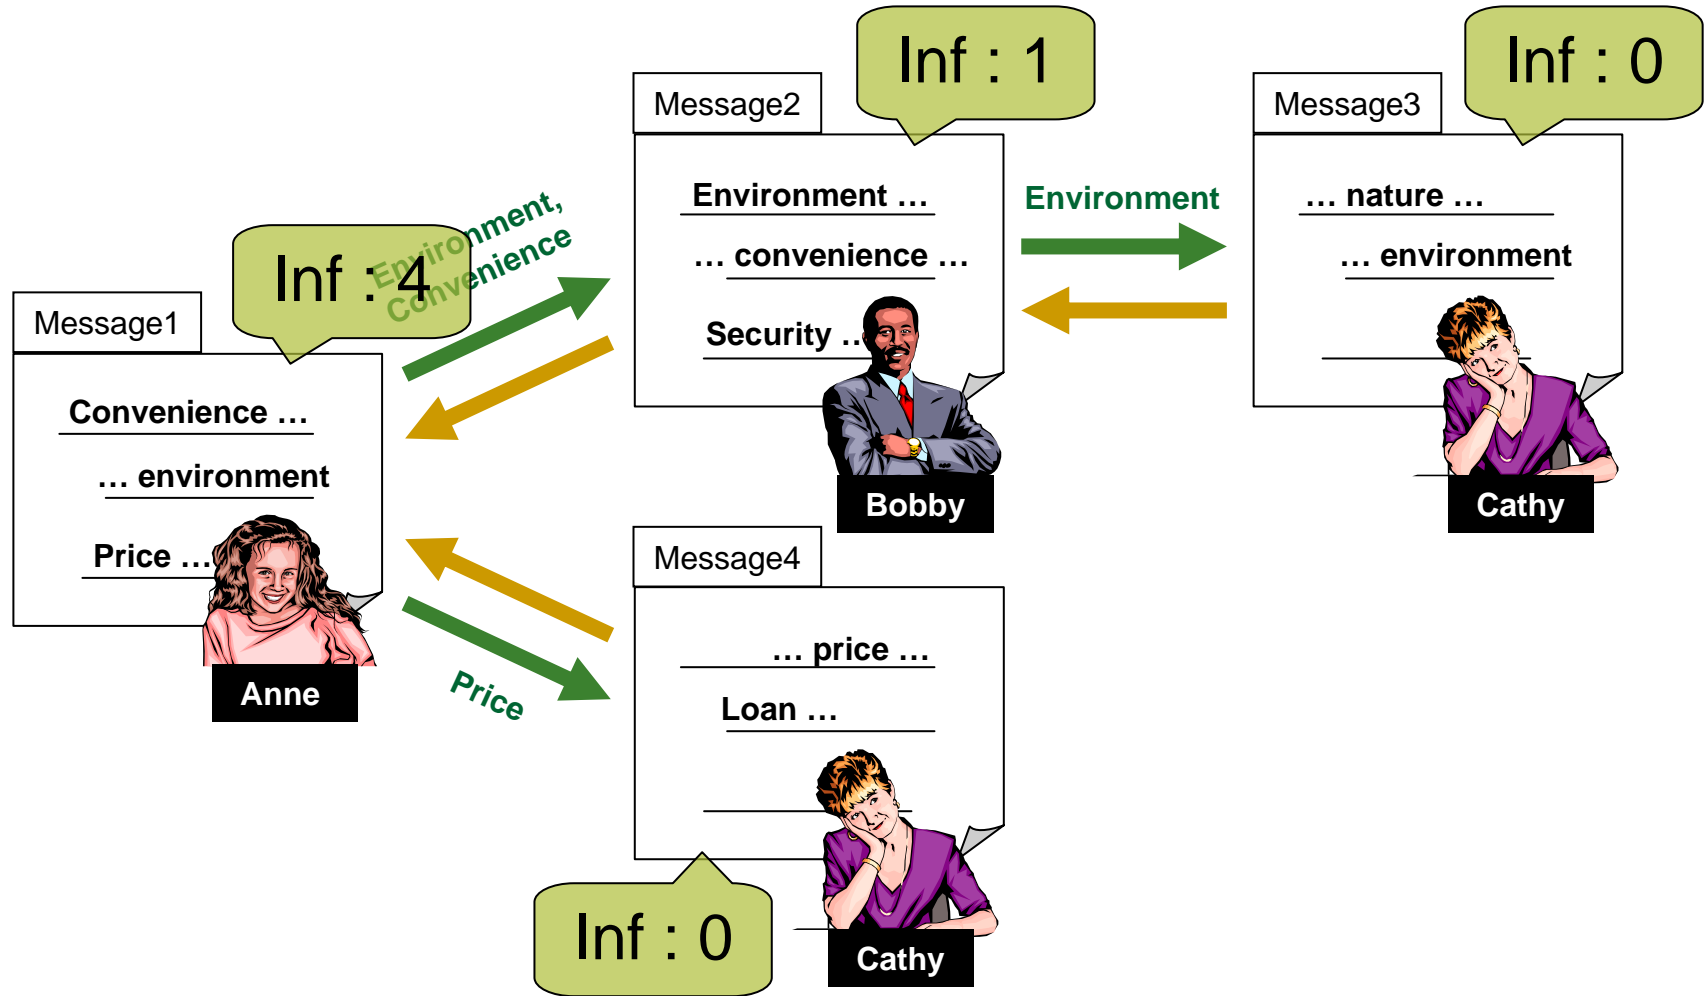 Inf : 4
Message1
Convenience …
… environment
Price …
Anne
Environment,
Convenience
Price
Inf : 1
Message2
Environment …
… convenience …
Security …
Bobby
Environment
Inf : 0
Message3
… nature …
… environment
Cathy
Message4
… price …
Loan …
Inf : 0
Cathy